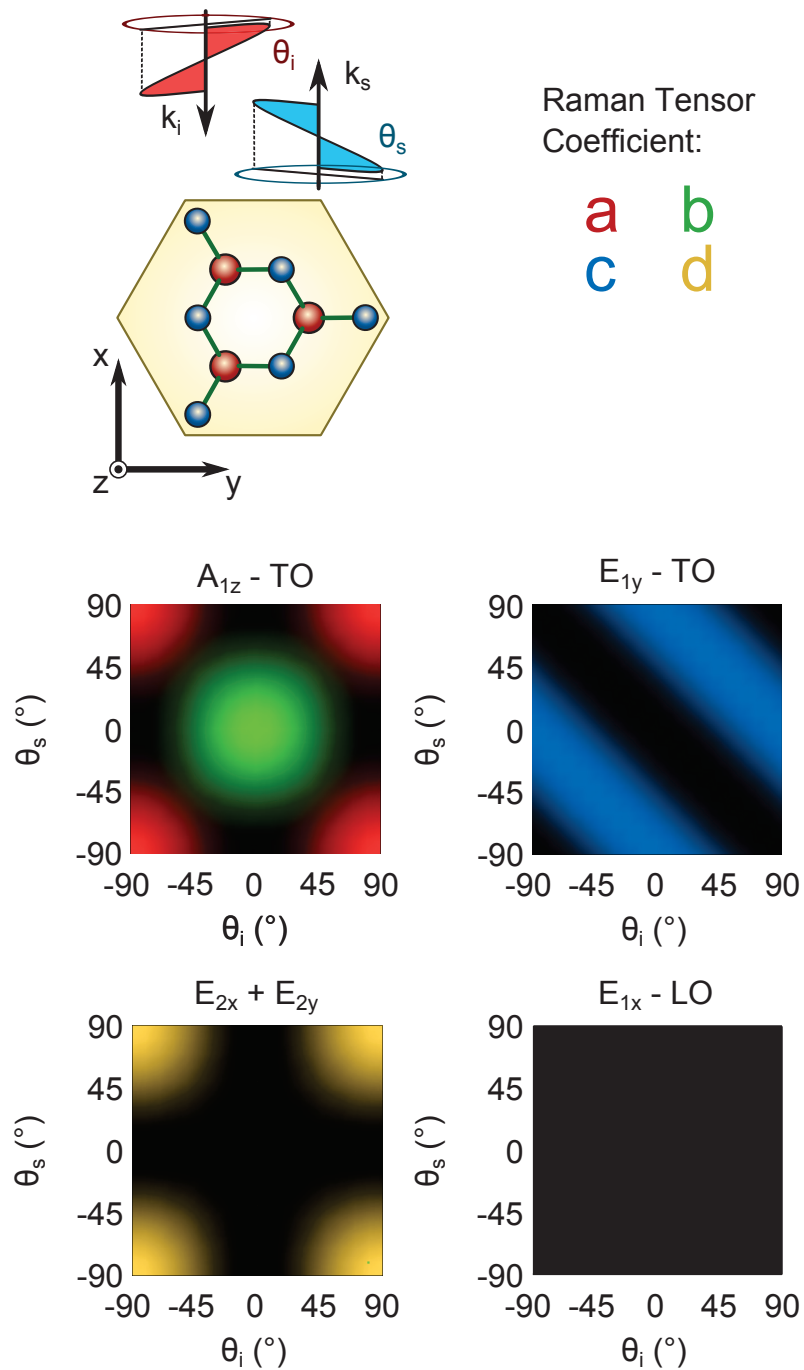 θi
ki
ks
θs
Raman Tensor
Coefficient:
a b
c d
x
z
y
A1z - TO
90
45
0
-45
-90
θs (°)
-90 -45 0 45 90
θi (°)
E1y - TO
90
45
0
-45
-90
θs (°)
-90 -45 0 45 90
θi (°)
E2x + E2y
90
45
0
-45
-90
θs (°)
-90 -45 0 45 90
θi (°)
E1x - LO
90
45
0
-45
-90
θs (°)
-90 -45 0 45 90
θi (°)